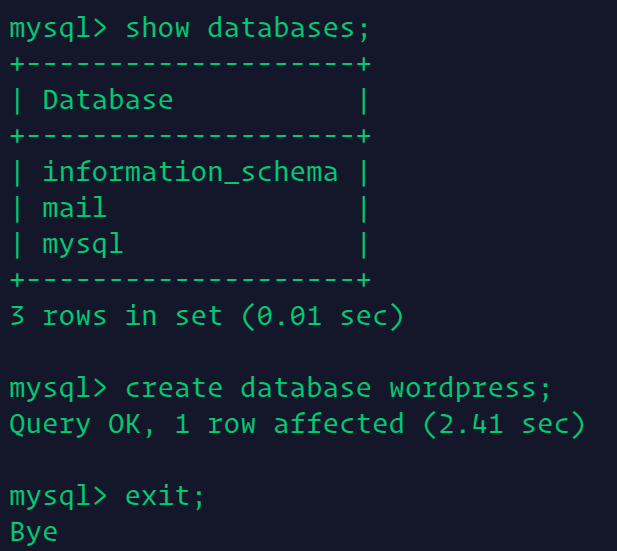 mysql> show databases;
+--------------------+
| Database           |
+--------------------+
| information_schema |
| mail               |
| mysql              |
+--------------------+
3 rows in set (0.01 sec)

mysql> create database wordpress;
Query OK, 1 row affected (2.41 sec)

mysql> exit;
Bye